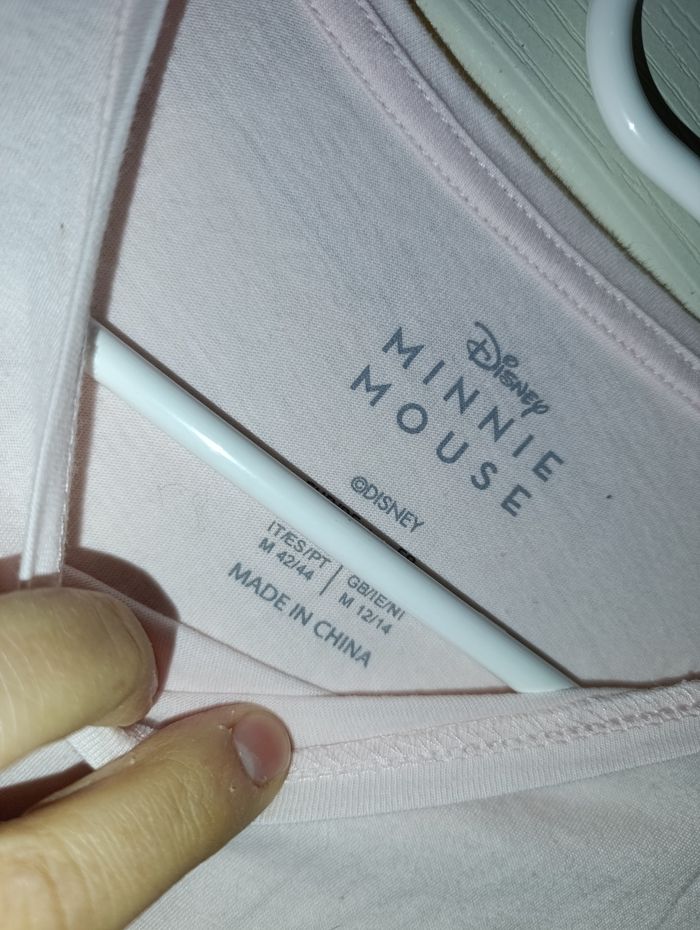 Disney
MINNIE
MOUSE
©DISNEY
IT/ES/PT | GB/IE/NI
M 42/44 | M 12/14
MADE IN CHINA